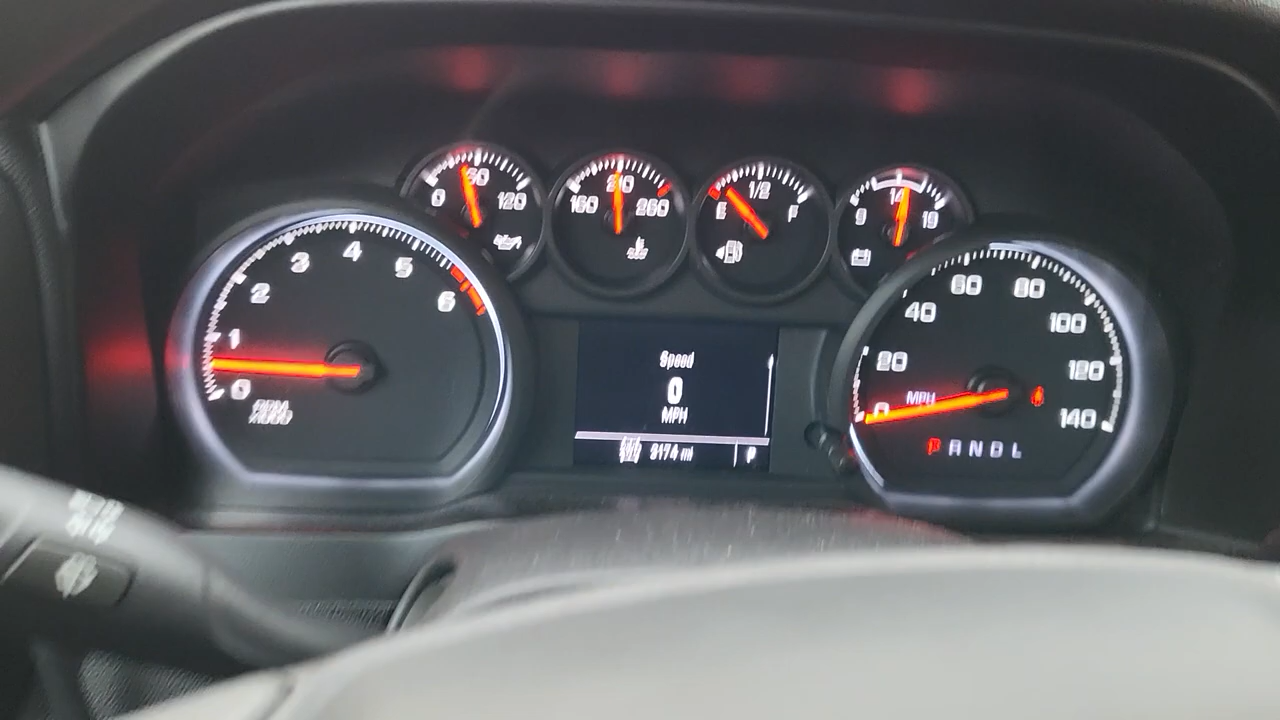 0 60 120
160 210 260
E 1/2 F
9 14 19
0 1 2 3 4 5 6
RPM
X1000
Speed
0
MPH
mi P
0 20 40 60 80 100 120 140
MPH
P R N D L